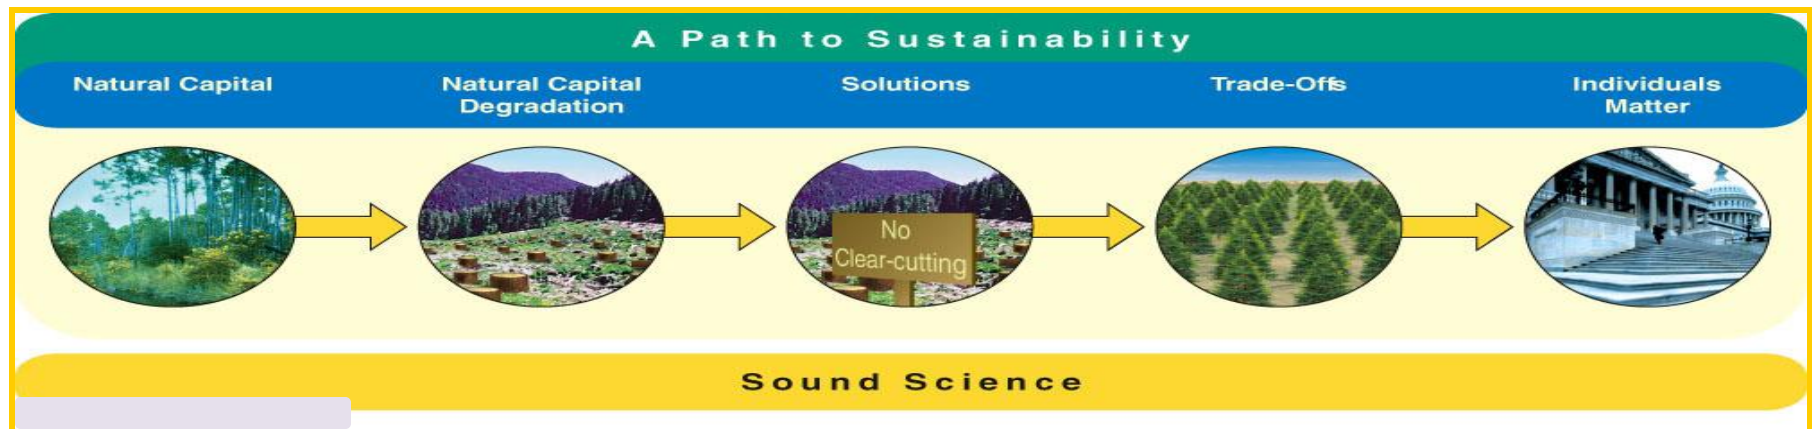 A Path to Sustainability
Natural Capital
Natural Capital
Degradation
Solutions
Trade-Offs
Individuals
Matter
No
Clear-cutting
Sound Science